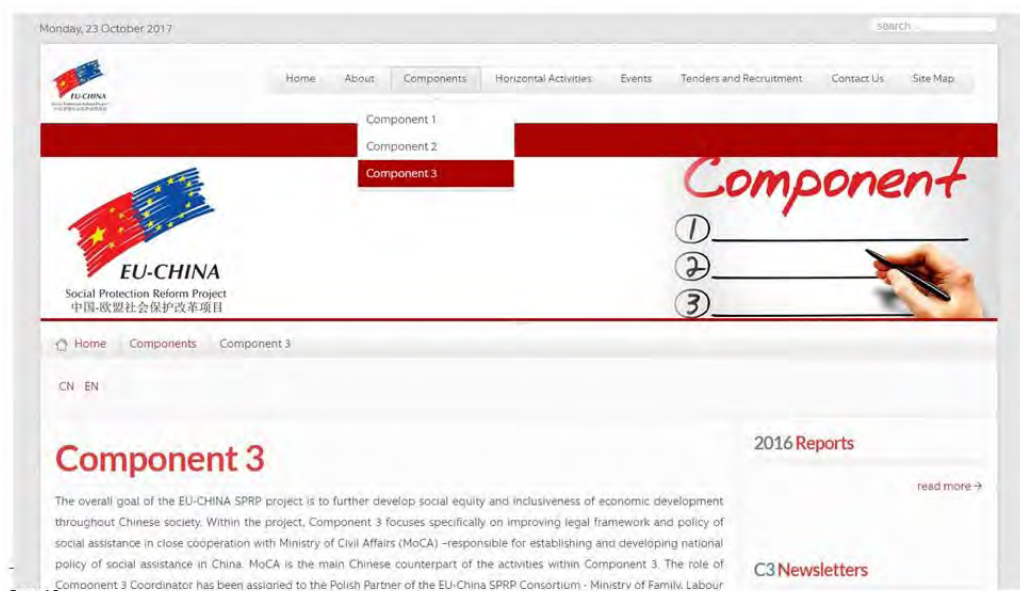 Monday, 23 October 2017
search ...
EU-CHINA
Home About Components Horizontal Activities Events Tenders and Recruitment Contact Us Site Map
Component 1
Component 2
Component 3
Component
1
2
3
EU-CHINA
Social Protection Reform Project
中国-欧盟社会保护改革项目
Home Components Component 3
CN EN
Component 3
The overall goal of the EU-CHINA SPRP project is to further develop social equity and inclusiveness of economic development
throughout Chinese society. Within the project, Component 3 focuses specifically on improving legal framework and policy of
social assistance in close cooperation with Ministry of Civil Affairs (MoCA) –responsible for establishing and developing national
policy of social assistance in China. MoCA is the main Chinese counterpart of the activities within Component 3. The role of
Component 3 Coordinator has been assigned to the Polish Partner of the EU-China SPRP Consortium - Ministry of Family, Labour
2016 Reports
read more →
C3 Newsletters